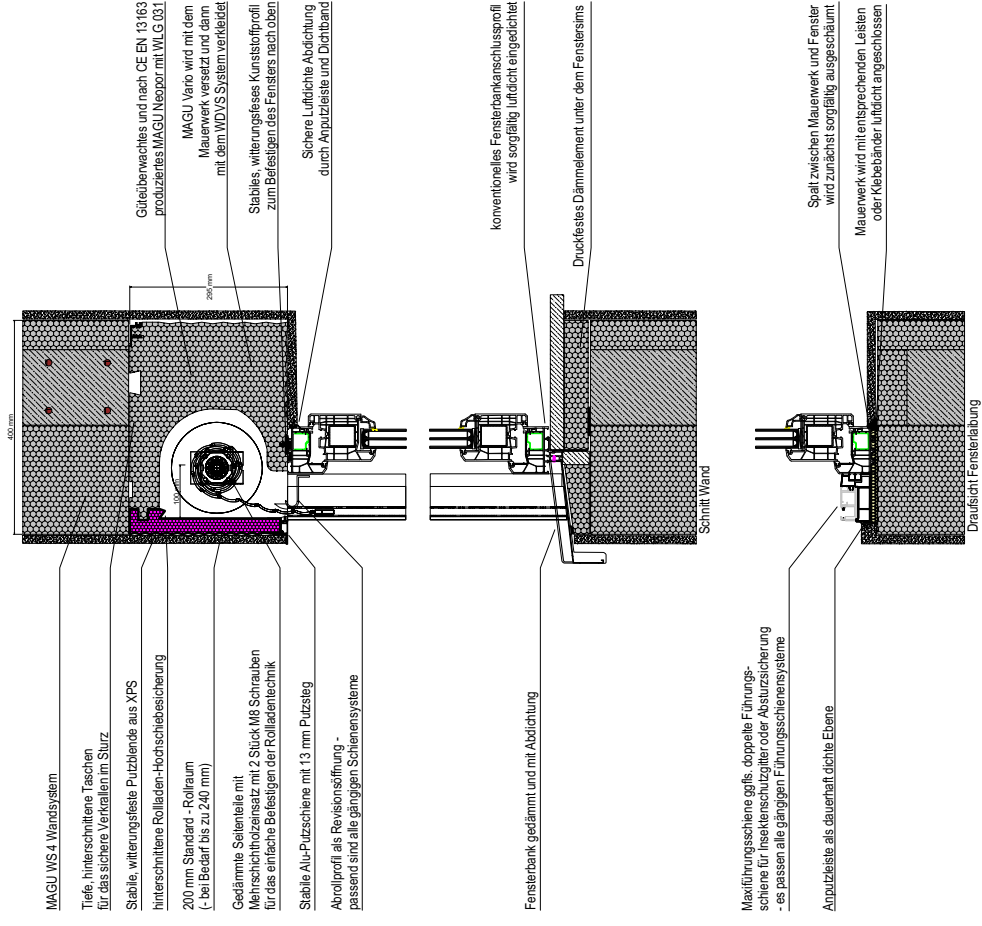 MAGU WS 4 Wandsystem
Tiefe, hinterschnittene Taschen
für das sichere Verkrallen im Sturz
Stabile, witterungsfeste Putzblende aus XPS
hinterschnittene Rolladen-Hochschiebesicherung
200 mm Standard - Rollraum
(- bei Bedarf bis zu 240 mm)
Gedämmte Seitenteile mit
Mehrschichtholzeinsatz mit 2 Stück M8 Schrauben
für das einfache Befestigen der Rolladentechnik
Stabile Alu-Putzschiene mit 13 mm Putzsteg
Abrollprofil als Revisionsöffnung -
passend sind alle gängigen Schienensysteme
400 mm
100 mm
295 mm
Güteüberwachtes und nach CE EN 13163
produziertes MAGU Neopor mit WLG 031
MAGU Vario wird mit dem
Mauerwerk versetzt und dann
mit dem WDVS System verkleidet
Stabiles, witterungsfeses Kunststoffprofil
zum Befestigen des Fensters nach oben
Sichere Luftdichte Abdichtung
durch Anputzleiste und Dichtband
Fensterbank gedämmt und mit Abdichtung
konventionelles Fensterbankanschlussprofil
wird sorgfältig luftdicht eingedichtet
Druckfestes Dämmelement unter dem Fenstersims
Schnitt Wand
Maxiführungsschiene ggfls. doppelte Führungs-
schiene für Insektenschutzgitter oder Absturzsicherung
- es passen alle gängigen Führungsschienensysteme
Anputzleiste als dauerhaft dichte Ebene
Spalt zwischen Mauerwerk und Fenster
wird zunächst sorgfältig ausgeschäumt
Mauerwerk wird mit entsprechenden Leisten
oder Klebebänder luftdicht angeschlossen
Draufsicht Fensterlaibung